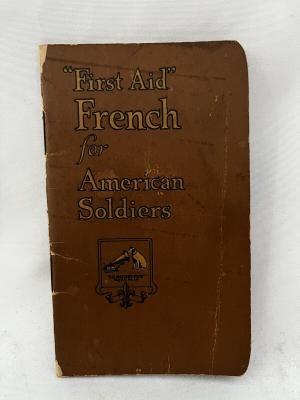 "First Aid"
French
for
American
Soldiers